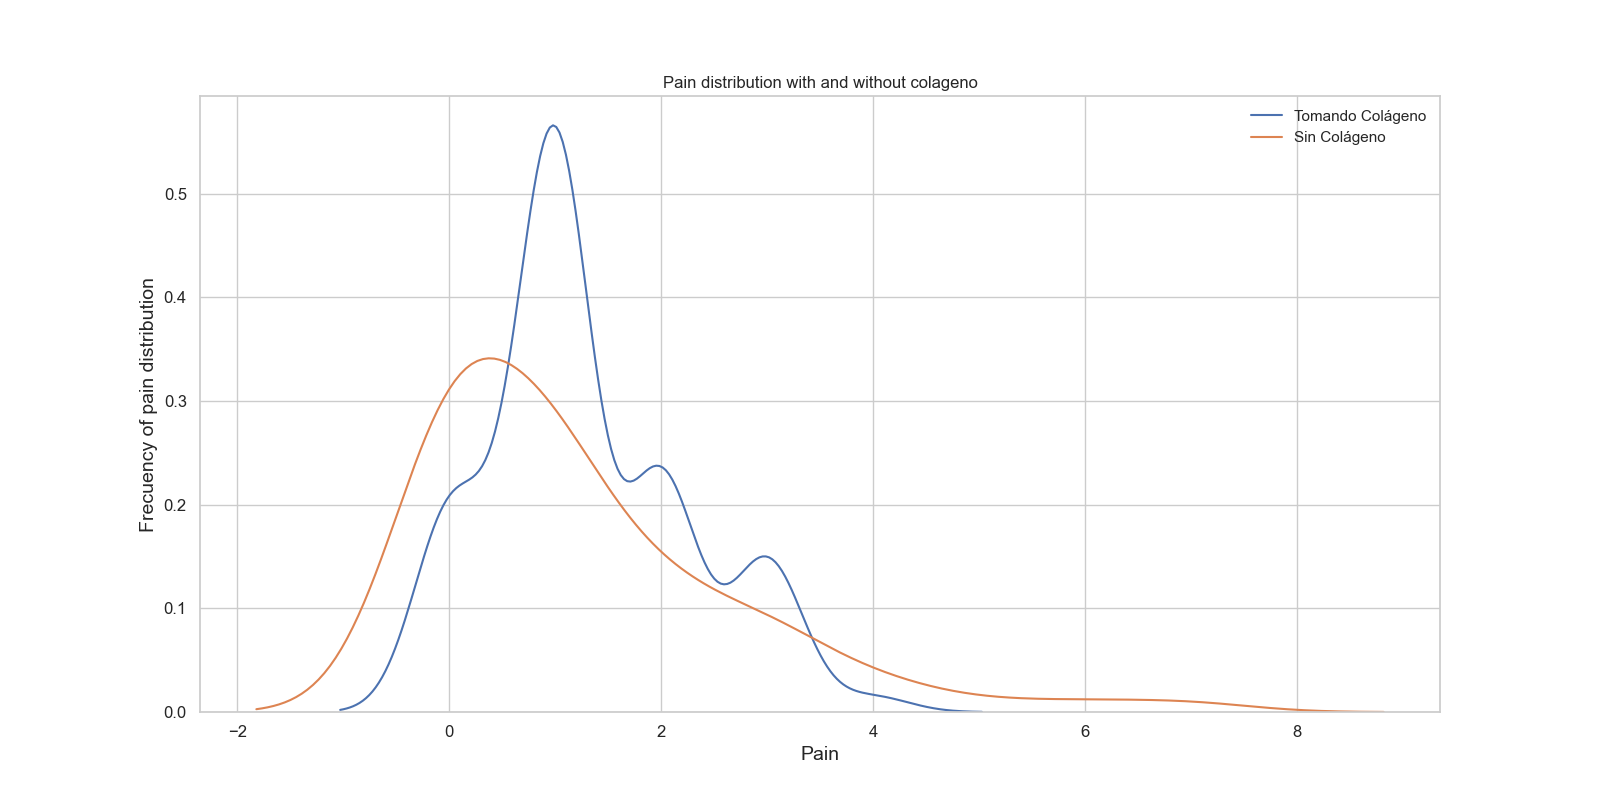 Pain distribution with and without colageno
Tomando Colágeno
Sin Colágeno
Frecuency of pain distribution
0.5
0.4
0.3
0.2
0.1
0.0
−2 0 2 4 6 8
Pain